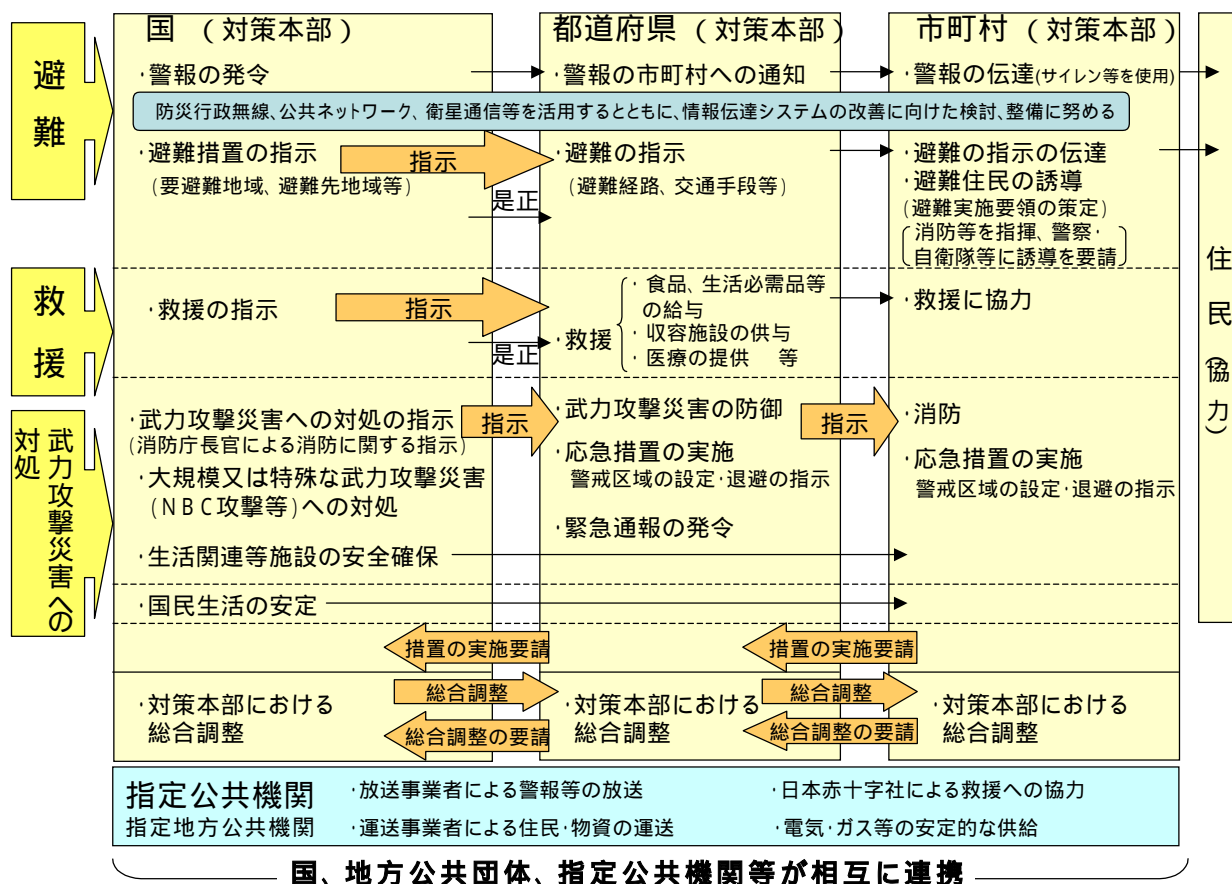 国 （対策本部）
都道府県（対策本部）
市町村（対策本部）
避難
・警報の発令
・警報の市町村への通知
・警報の伝達(サイレン等を使用)
防災行政無線、公共ネットワーク、衛星通信等を活用するとともに、情報伝達システムの改善に向けた検討、整備に努める
・避難措置の指示
(要避難地域、避難先地域等)
指示
是正
・避難の指示
(避難経路、交通手段等)
・避難の指示の伝達
・避難住民の誘導
(避難実施要領の策定)
消防等を指揮、警察・
自衛隊等に誘導を要請
救援
・救援の指示
指示
是正
・救援
・食品、生活必需品等
の給与
・収容施設の供与
・医療の提供　等
・救援に協力
武力攻撃災害への
対処
・武力攻撃災害への対処の指示
(消防庁長官による消防に関する指示)
指示
・武力攻撃災害の防御
指示
・消防
・大規模又は特殊な武力攻撃災害
(ＮＢＣ攻撃等)への対処
・応急措置の実施
警戒区域の設定・退避の指示
・応急措置の実施
警戒区域の設定・退避の指示
・緊急通報の発令
・生活関連等施設の安全確保
・国民生活の安定
措置の実施要請
措置の実施要請
・対策本部における
総合調整
総合調整
総合調整の要請
・対策本部における
総合調整
総合調整
総合調整の要請
・対策本部における
総合調整
住民（協力）
指定公共機関
指定地方公共機関
・放送事業者による警報等の放送
・日本赤十字社による救援への協力
・運送事業者による住民・物資の運送
・電気・ガス等の安定的な供給
国、地方公共団体、指定公共機関等が相互に連携